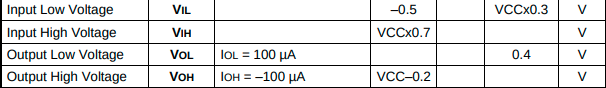 Input Low Voltage VIL –0.5 VCCx0.3 V
Input High Voltage VIH VCCx0.7 V
Output Low Voltage VOL IOL = 100 µA 0.4 V
Output High Voltage VOH IOH = –100 µA VCC–0.2 V